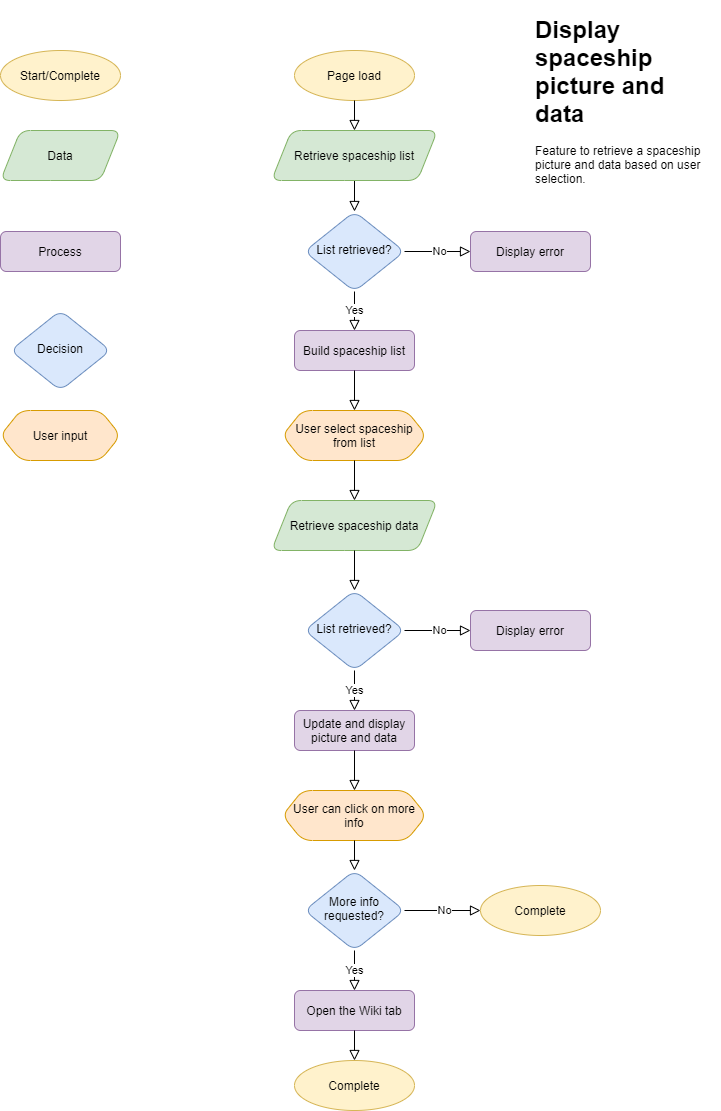 Display
spaceship
picture and
data
Feature to retrieve a spaceship
picture and data based on user
selection.
Start/Complete
Data
Process
Decision
User input
Page load
Retrieve spaceship list
List retrieved?
No
Display error
Yes
Build spaceship list
User select spaceship
from list
Retrieve spaceship data
List retrieved?
No
Display error
Yes
Update and display
picture and data
User can click on more
info
More info
requested?
No
Complete
Yes
Open the Wiki tab
Complete